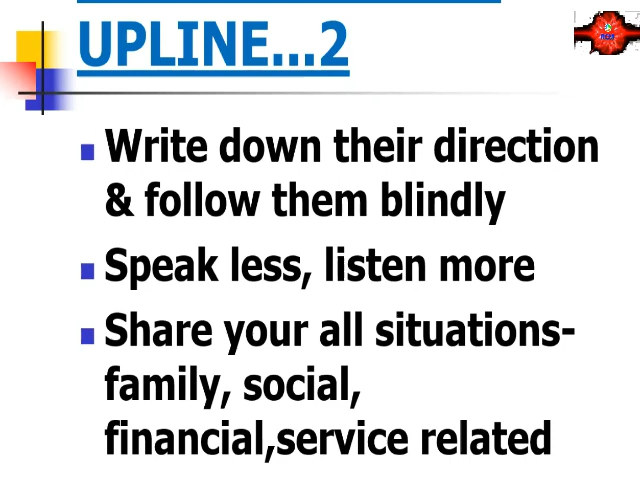 UPLINE...2
Write down their direction
& follow them blindly
Speak less, listen more
Share your all situations-
family, social,
financial,service related